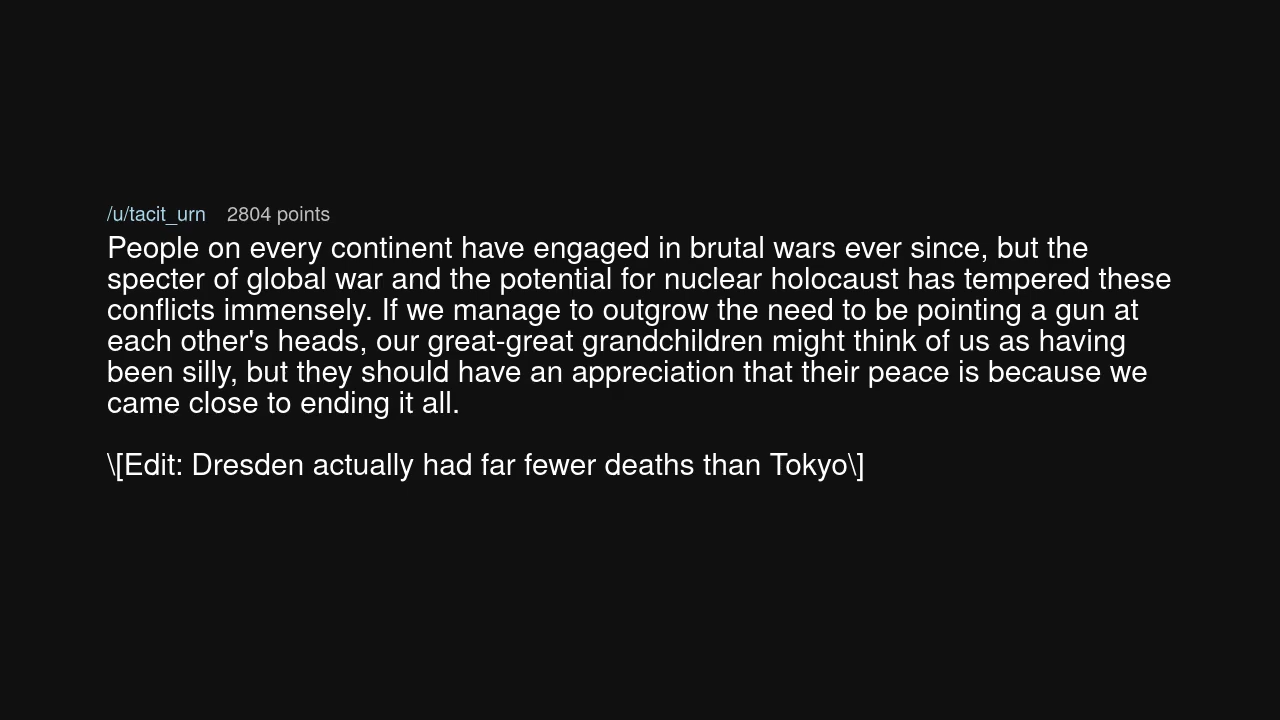 /u/tacit_urn 2804 points
People on every continent have engaged in brutal wars ever since, but the
specter of global war and the potential for nuclear holocaust has tempered these
conflicts immensely. If we manage to outgrow the need to be pointing a gun at
each other's heads, our great-great grandchildren might think of us as having
been silly, but they should have an appreciation that their peace is because we
came close to ending it all.
\[Edit: Dresden actually had far fewer deaths than Tokyo\]